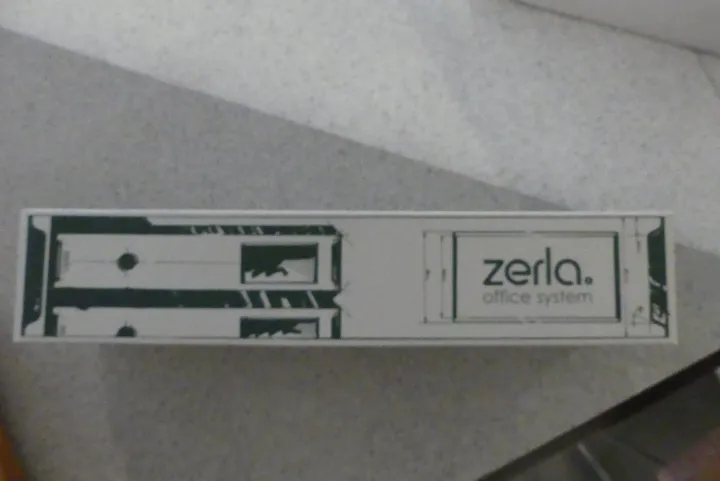 zerla.
office system